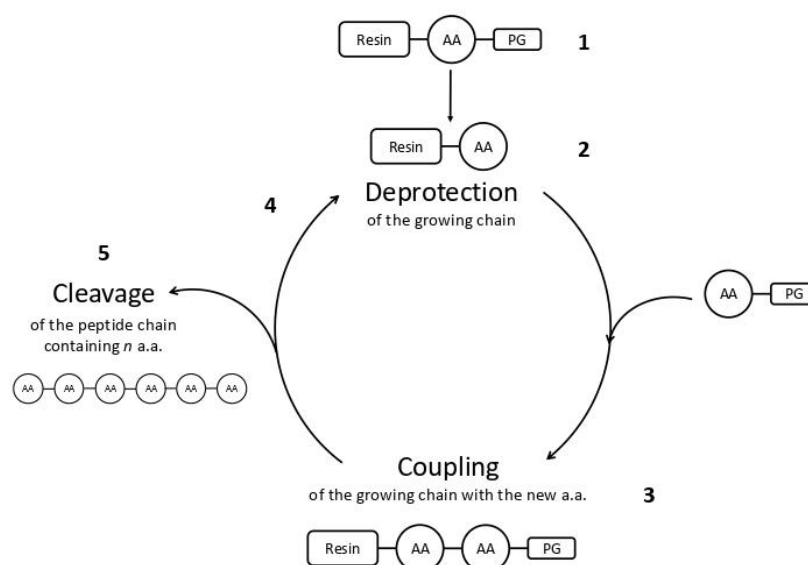 Resin AA PG 1
Resin AA 2
Deprotection
of the growing chain
4
5
Cleavage
of the peptide chain
containing n a.a.
AA AA AA AA AA AA
AA PG
Coupling
of the growing chain with the new a.a.
3
Resin AA AA PG